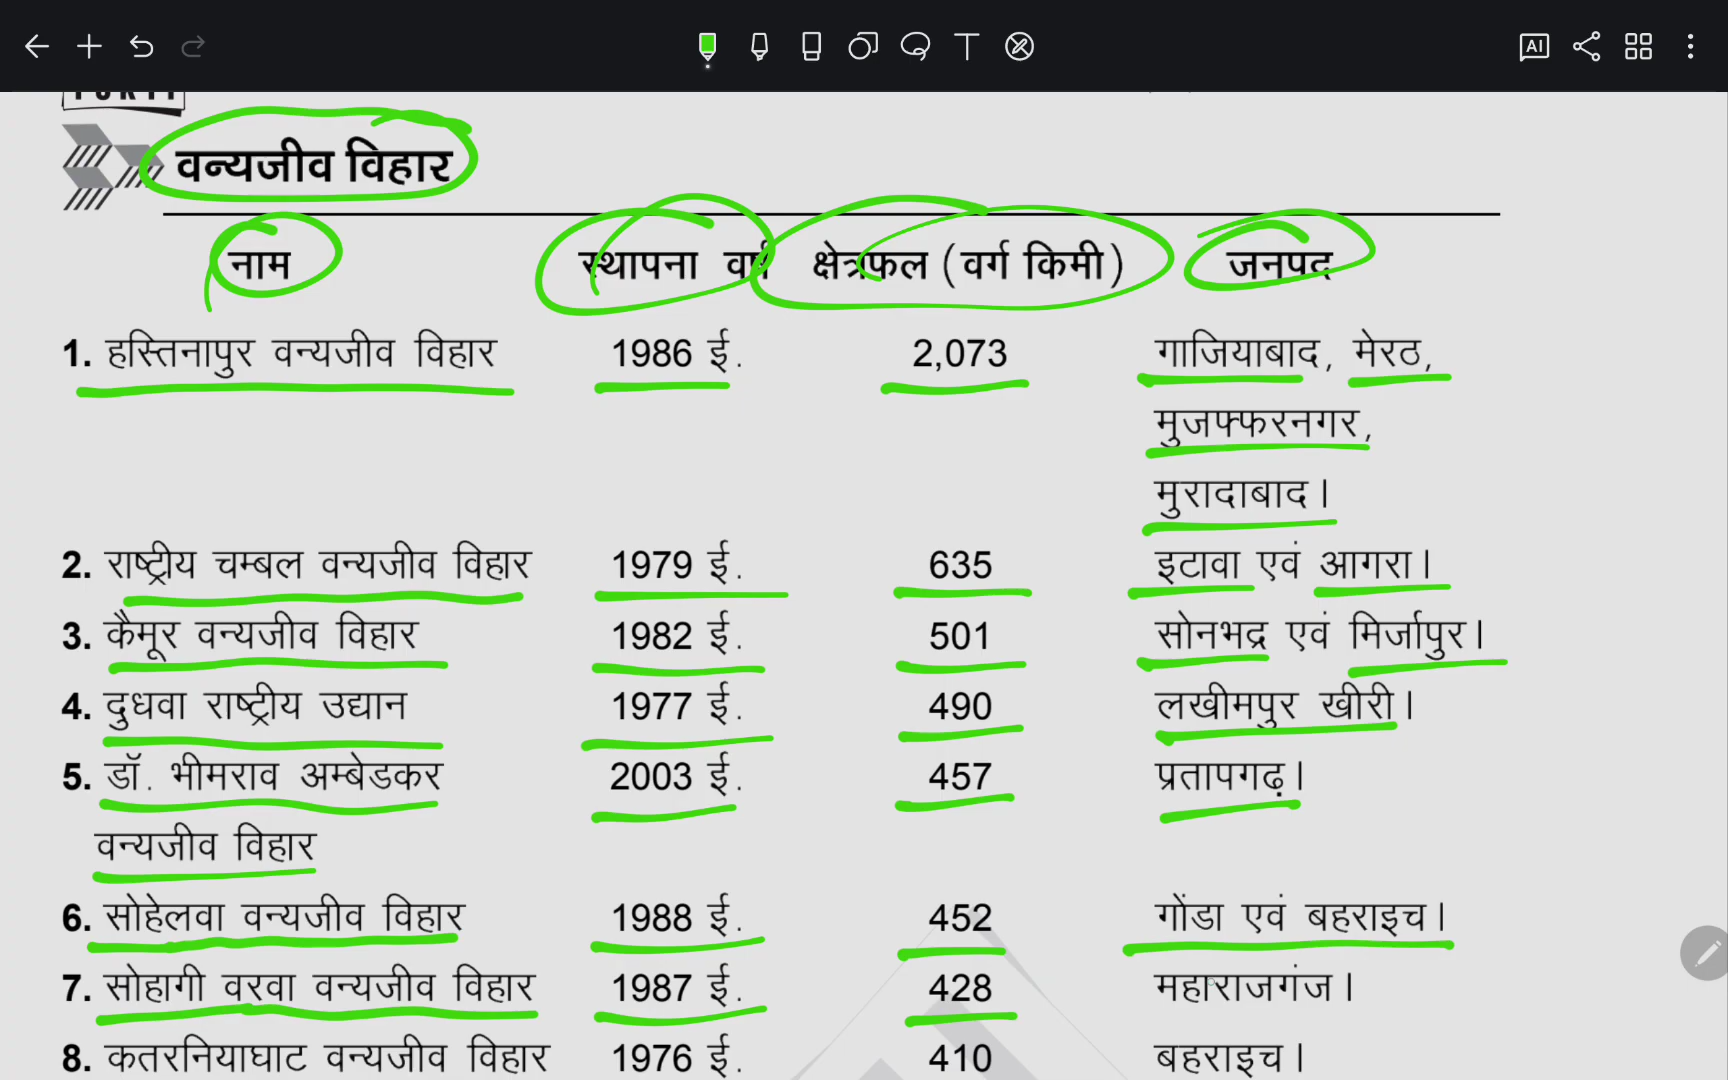 AI
वन्यजीव विहार
नाम स्थापना वर्ष क्षेत्रफल (वर्ग किमी) जनपद
1. हस्तिनापुर वन्यजीव विहार 1986 ई. 2,073 गाजियाबाद, मेरठ,
मुजफ्फरनगर,
मुरादाबाद।
2. राष्ट्रीय चम्बल वन्यजीव विहार 1979 ई. 635 इटावा एवं आगरा।
3. कैमूर वन्यजीव विहार 1982 ई. 501 सोनभद्र एवं मिर्जापुर।
4. दुधवा राष्ट्रीय उद्यान 1977 ई. 490 लखीमपुर खीरी।
5. डॉ. भीमराव अम्बेडकर 2003 ई. 457 प्रतापगढ़।
वन्यजीव विहार
6. सोहेलवा वन्यजीव विहार 1988 ई. 452 गोंडा एवं बहराइच।
7. सोहागी वरवा वन्यजीव विहार 1987 ई. 428 महाराजगंज।
8. कतरनियाघाट वन्यजीव विहार 1976 ई. 410 बहराइच।